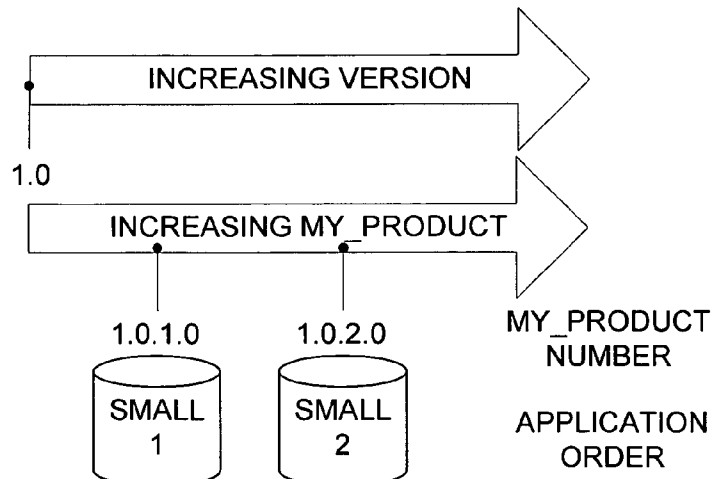 INCREASING VERSION
1.0
INCREASING MY_PRODUCT
1.0.1.0
1.0.2.0
MY_PRODUCT
NUMBER
SMALL
1
SMALL
2
APPLICATION
ORDER